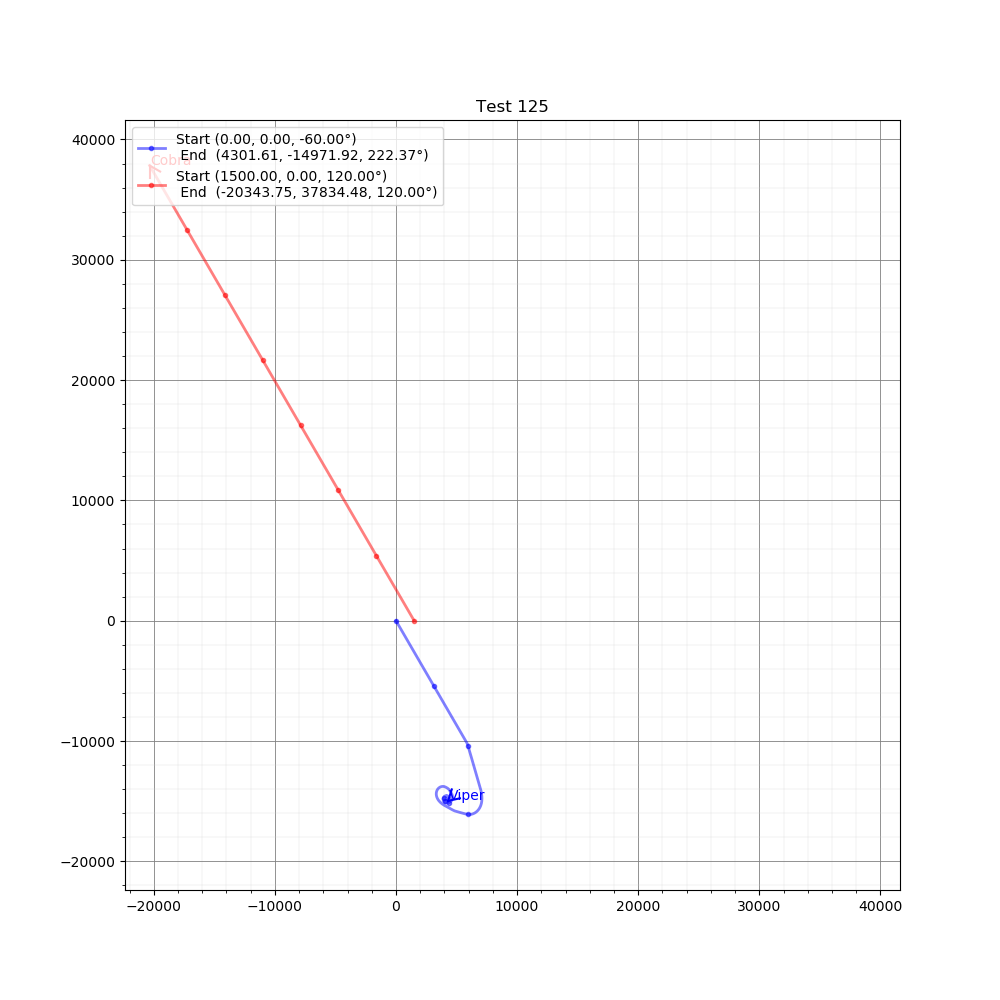 Test 125
Start (0.00, 0.00, -60.00°)
End (4301.61, -14971.92, 222.37°)
Start (1500.00, 0.00, 120.00°)
End (-20343.75, 37834.48, 120.00°)
Cobra
40000
30000
20000
10000
0
−10000
−20000
Viper
−20000 −10000 0 10000 20000 30000 40000